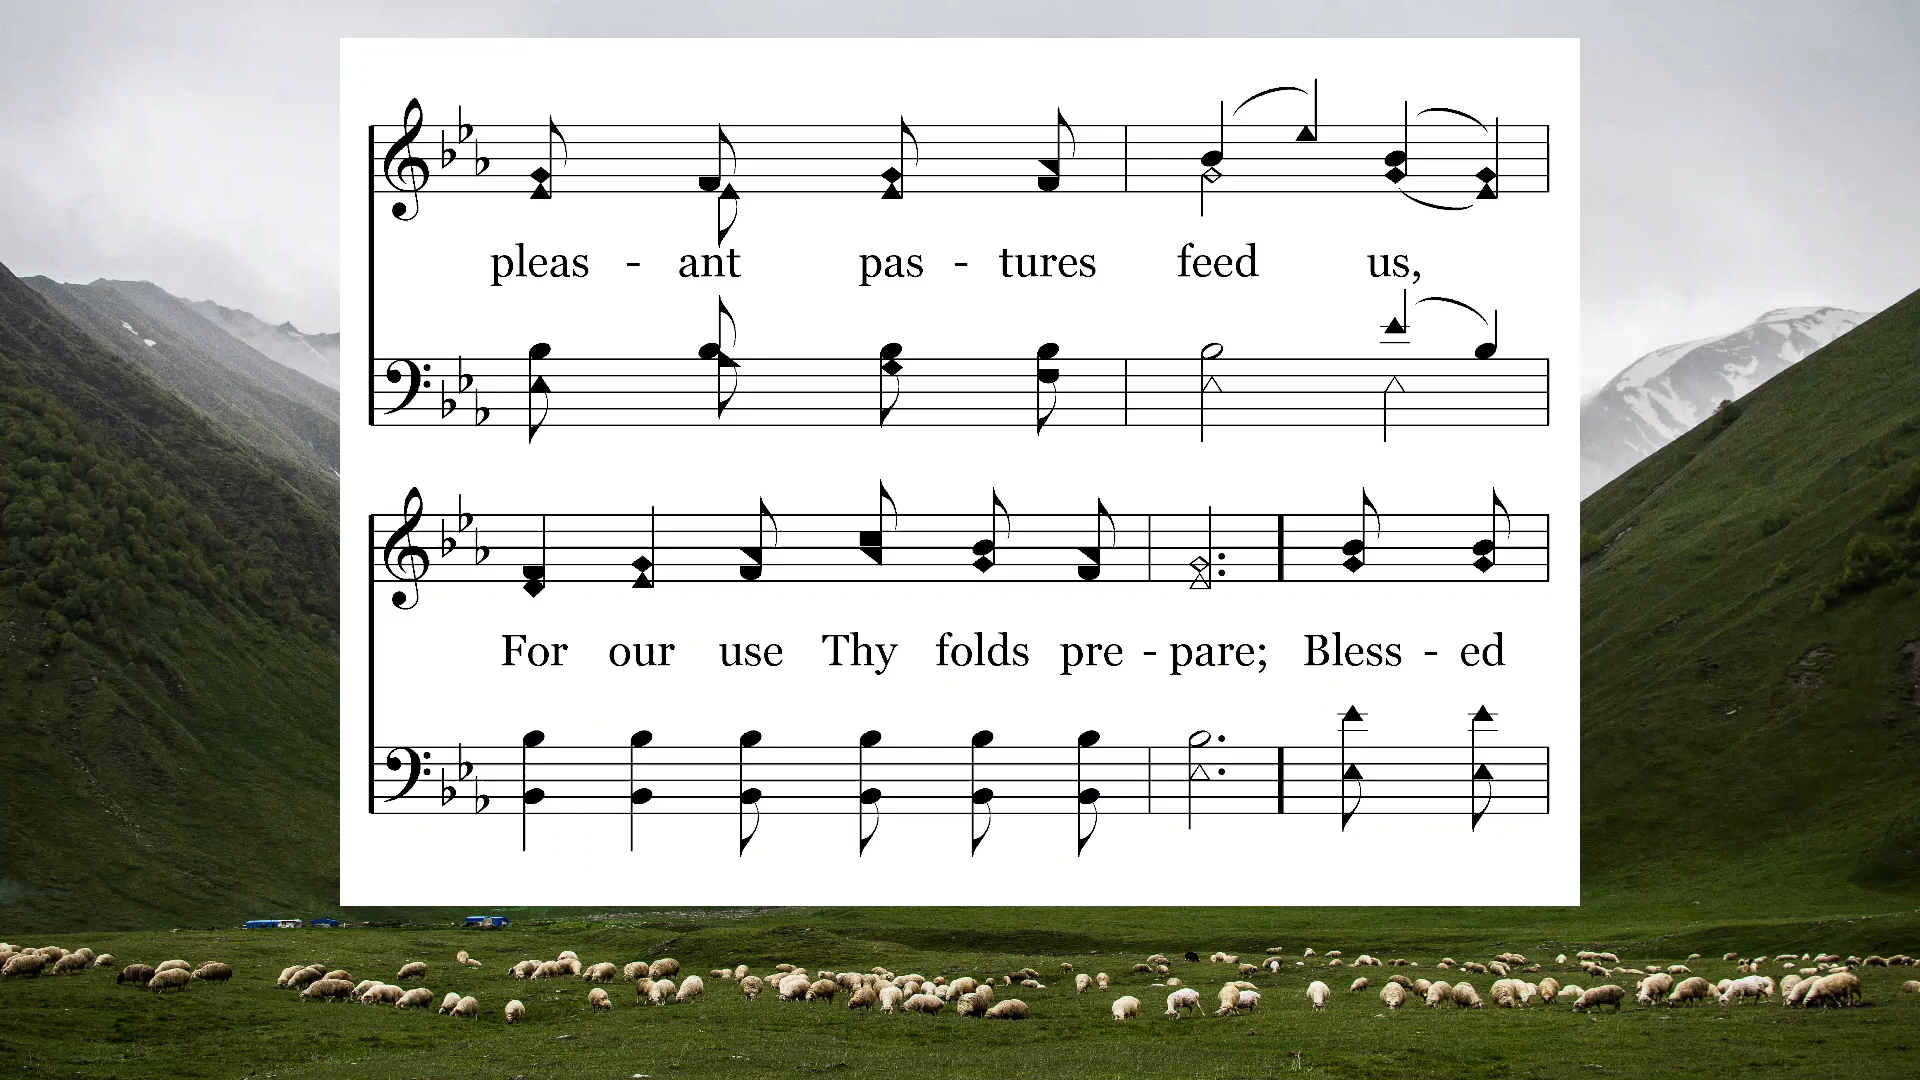 pleas - ant pas - tures feed us,
For our use Thy folds pre - pare; Bless - ed